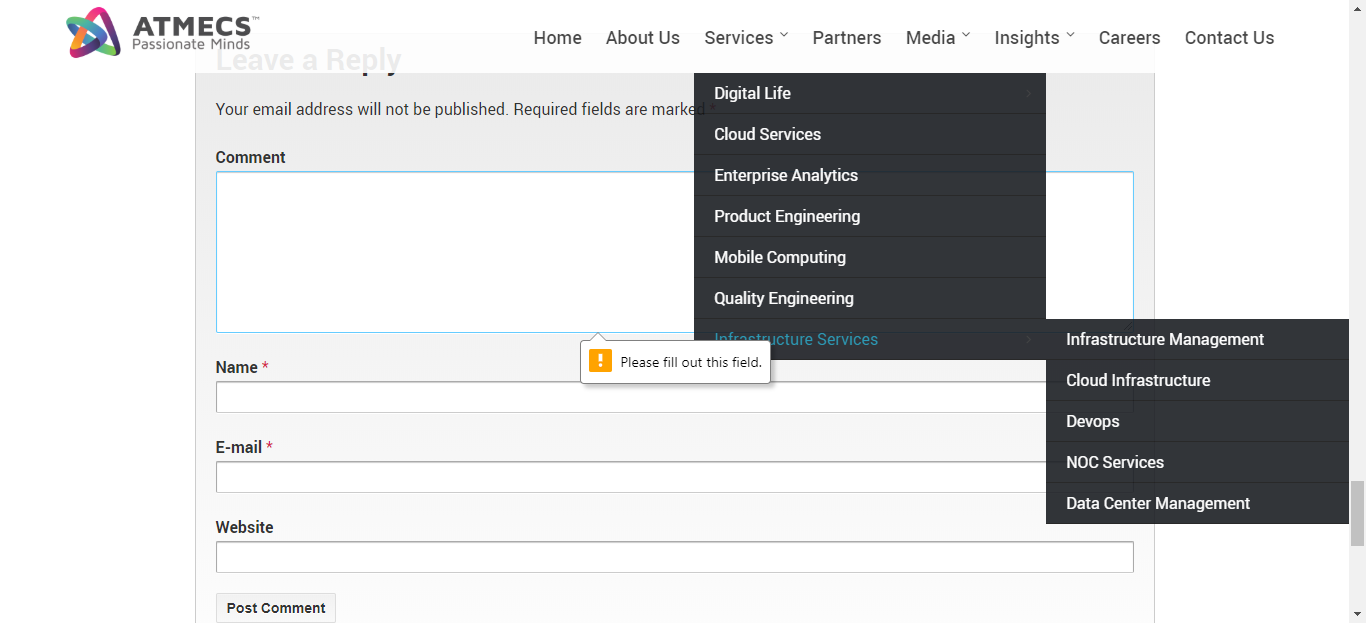 ATMECS™
Passionate Minds
Home
About Us
Services
Partners
Media
Insights
Careers
Contact Us
Leave a Reply
Your email address will not be published. Required fields are marked *
Comment
Digital Life
Cloud Services
Enterprise Analytics
Product Engineering
Mobile Computing
Quality Engineering
Infrastructure Services
Infrastructure Management
Cloud Infrastructure
Devops
NOC Services
Data Center Management
Please fill out this field.
Name *
E-mail *
Website
Post Comment